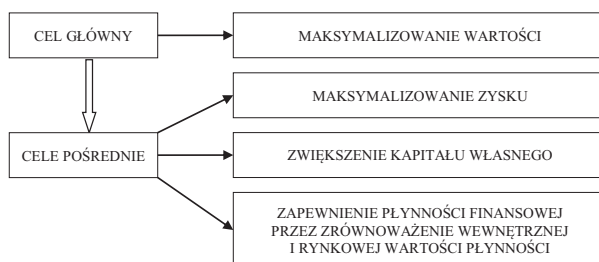 CEL GŁÓWNY
MAKSYMALIZOWANIE WARTOŚCI
MAKSYMALIZOWANIE ZYSKU
CELE POŚREDNIE
ZWIĘKSZENIE KAPITAŁU WŁASNEGO
ZAPEWNIENIE PŁYNNOŚCI FINANSOWEJ
PRZEZ ZRÓWNOWAŻENIE WEWNĘTRZNEJ
I RYNKOWEJ WARTOŚCI PŁYNNOŚCI